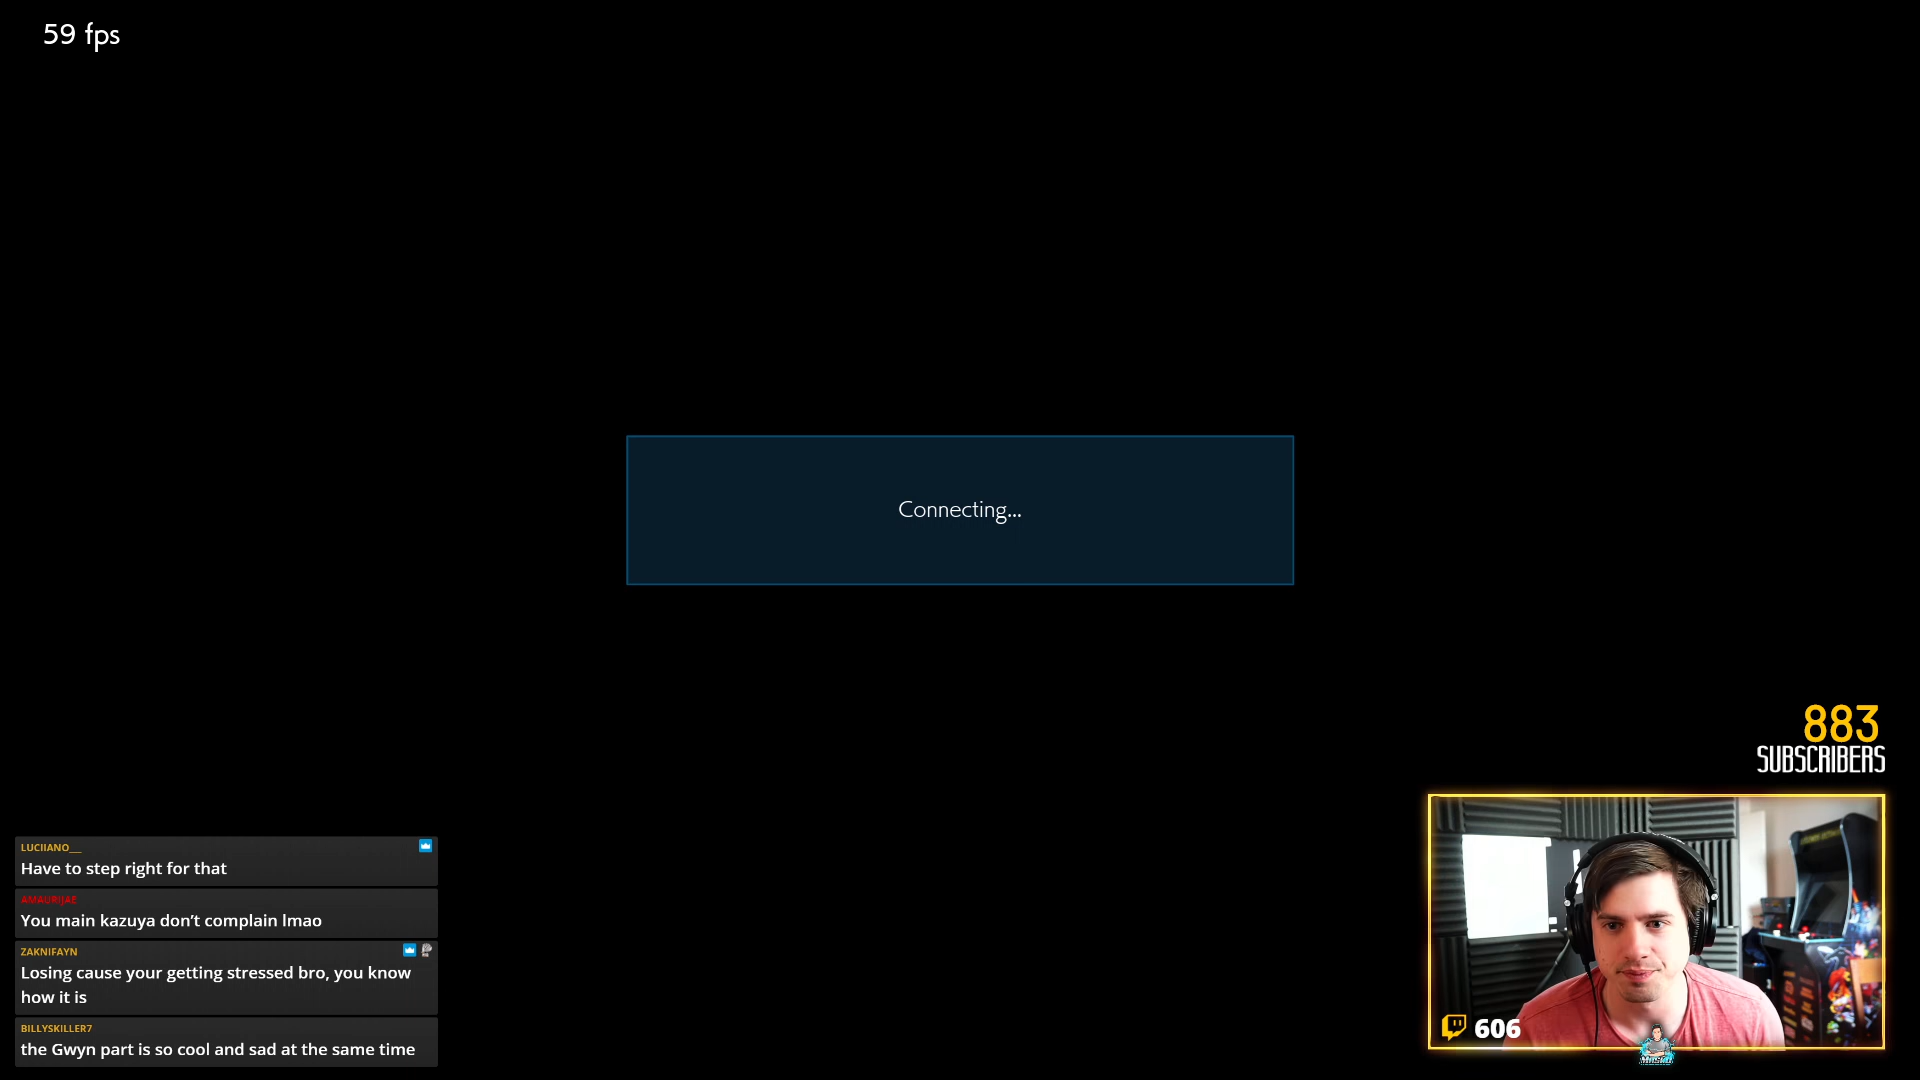 59 fps
Connecting...
883
SUBSCRIBERS
LUCIIANO__
Have to step right for that
AMAURIJAE
You main kazuya don’t complain lmao
ZAKNIFAYN
Losing cause your getting stressed bro, you know
how it is
BILLYSKILLER7
the Gwyn part is so cool and sad at the same time
606